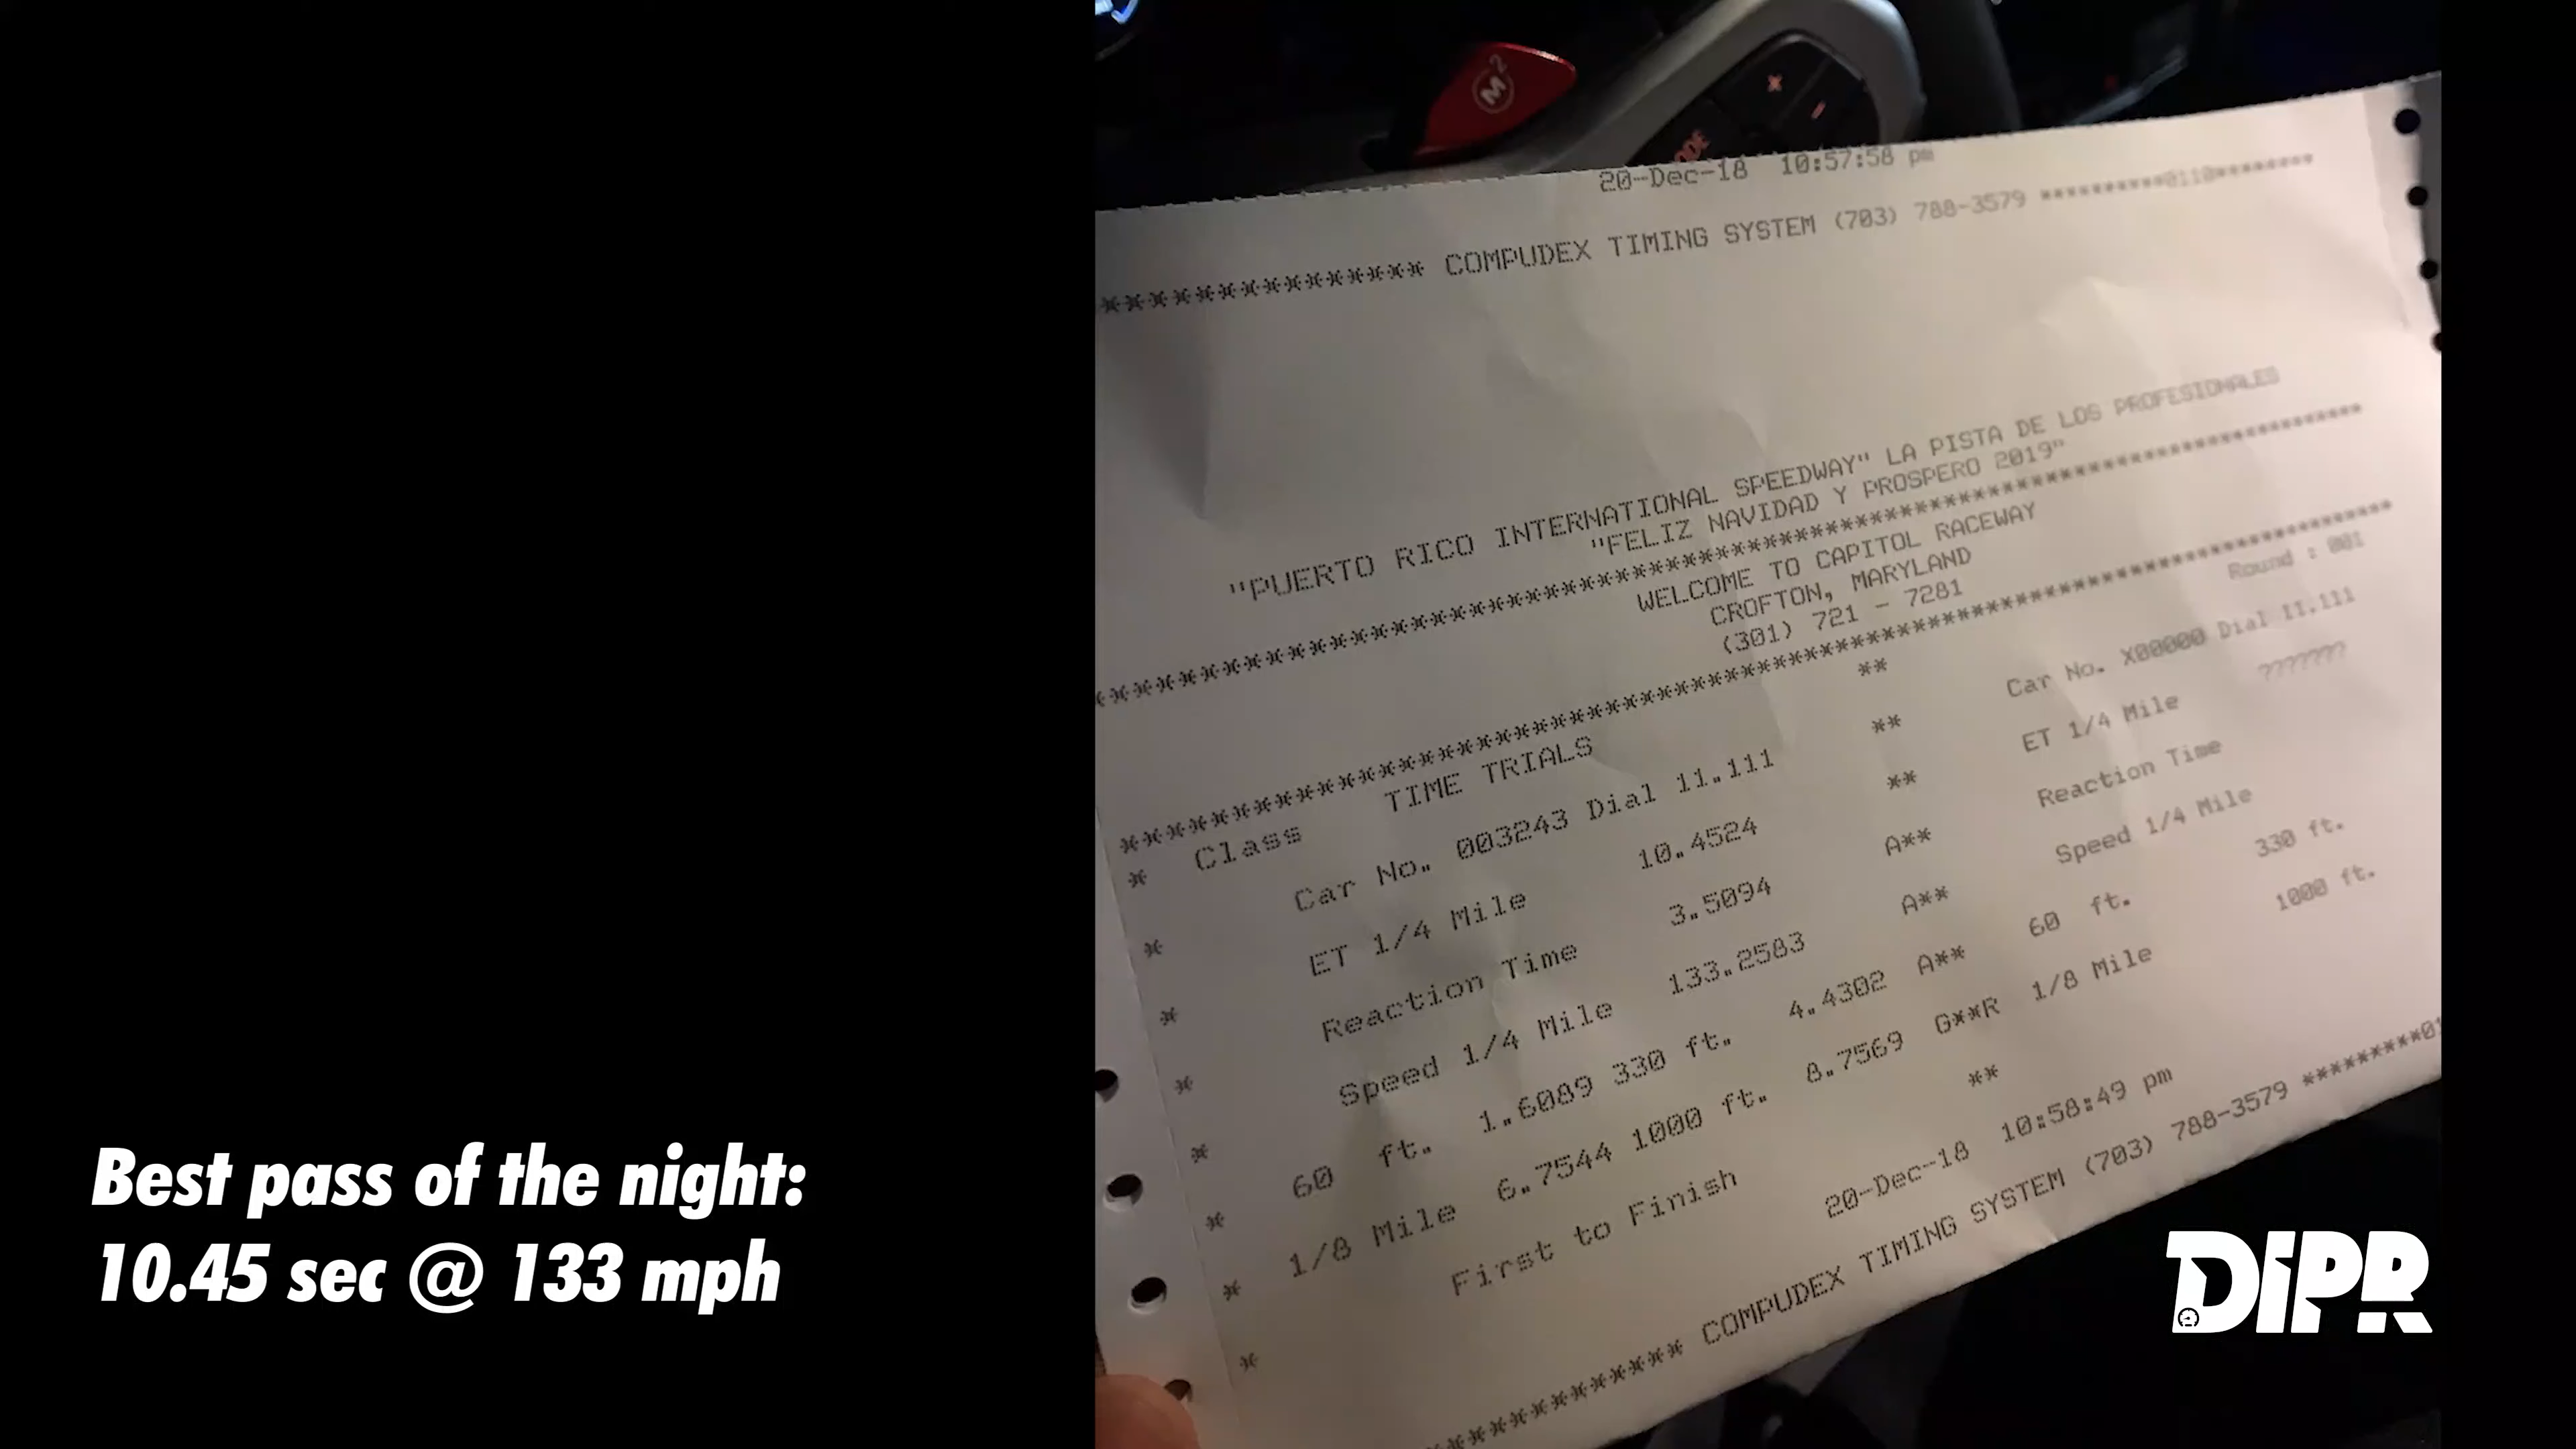 M2
+
-
20-Dec-18 10:57:58 pm
**************** COMPUDEX TIMING SYSTEM (703) 788-3579 **********0110********
"PUERTO RICO INTERNATIONAL SPEEDWAY" LA PISTA DE LOS PROFESIONALES
"FELIZ NAVIDAD Y PROSPERO 2019"
WELCOME TO CAPITOL RACEWAY
CROFTON, MARYLAND
(301) 721 - 7281
* Class TIME TRIALS ** Round : 001
* Car No. 003243 Dial 11.111 ** Car No. X00000 Dial II.111
* ET 1/4 Mile 10.4524 ** ET 1/4 Mile ???????
* Reaction Time 3.5094 A** Reaction Time
* Speed 1/4 Mile 133.2583 A** Speed 1/4 Mile
* 60 ft. 1.6089 330 ft. 4.4302 A** 60 ft. 330 ft.
* 1/8 Mile 6.7544 1000 ft. 8.7569 G**R 1/8 Mile 1000 ft.
* First to Finish **
20-Dec-18 10:58:49 pm
************ COMPUDEX TIMING SYSTEM (703) 788-3579 *********01
Best pass of the night:
10.45 sec @ 133 mph
DIPR